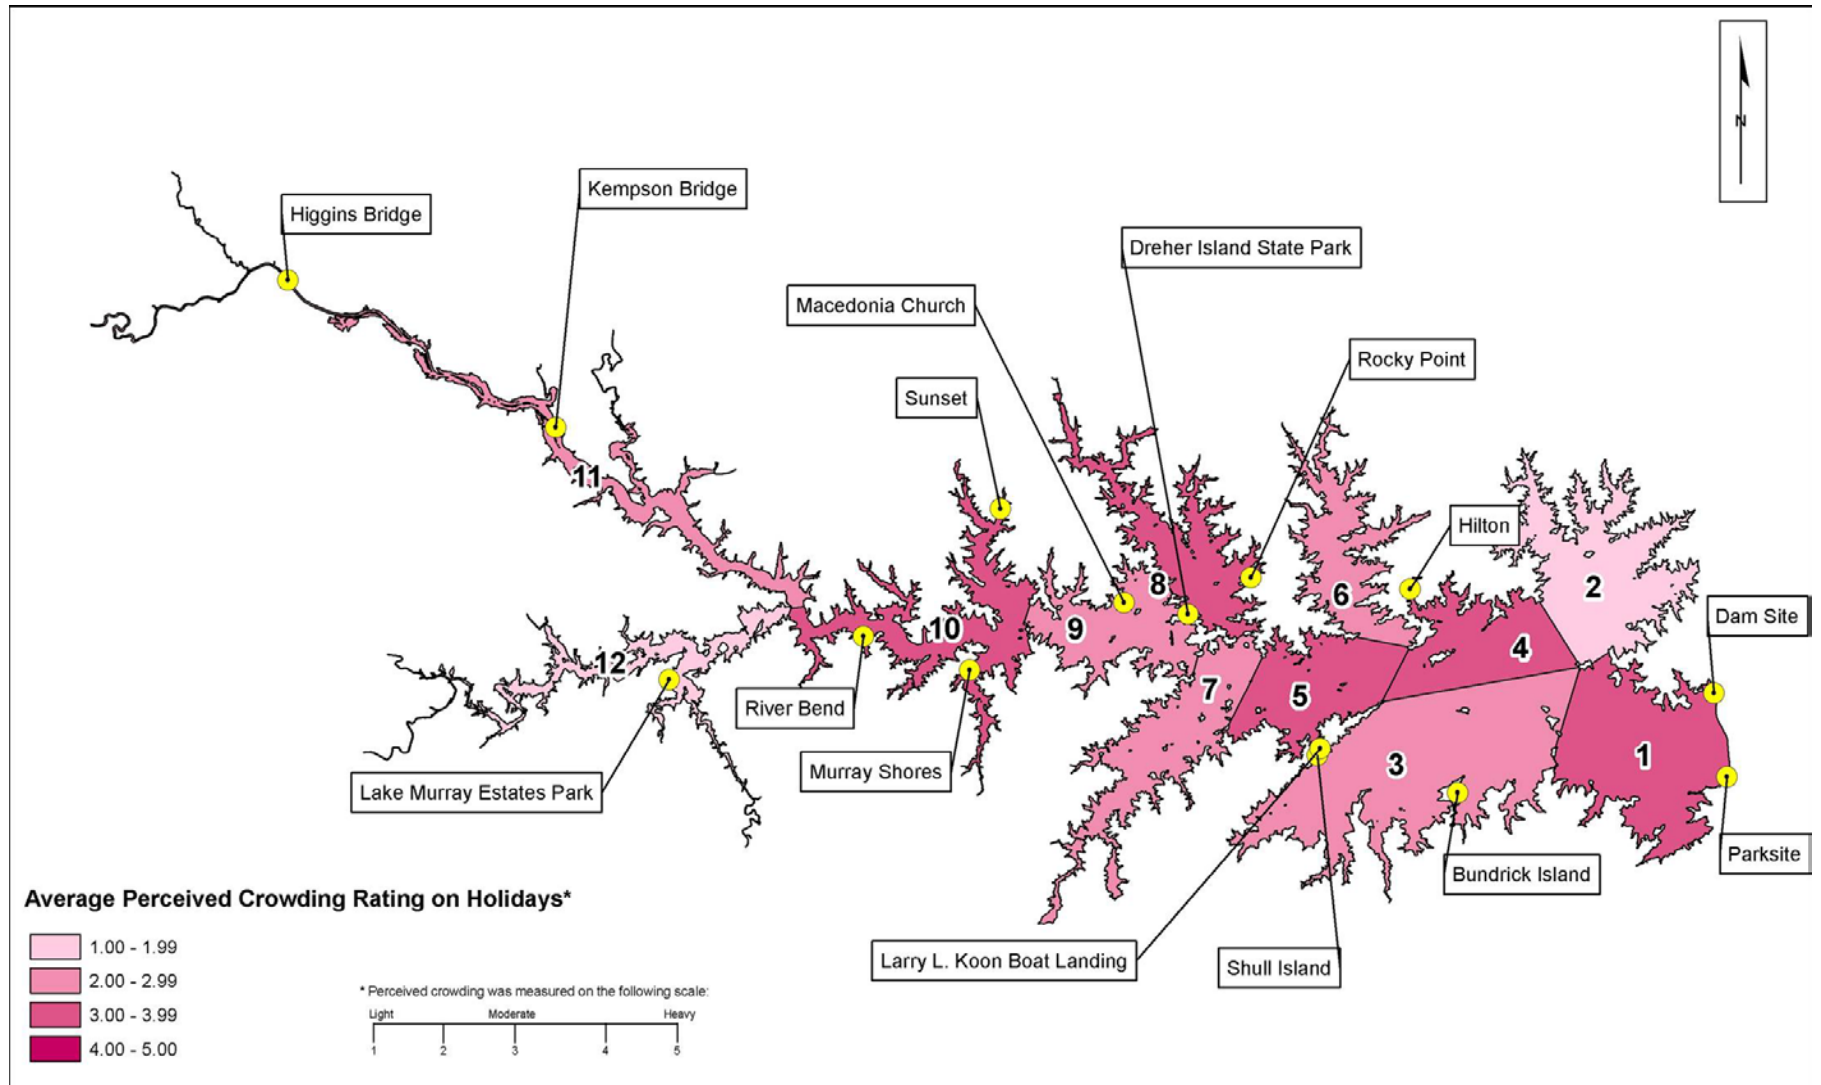 N
Kempson Bridge
Higgins Bridge
Dreher Island State Park
Macedonia Church
Rocky Point
Sunset
11
Hilton
8
6
2
Dam Site
10
9
4
12
7
5
River Bend
1
3
Murray Shores
Lake Murray Estates Park
Parksite
Bundrick Island
Larry L. Koon Boat Landing
Shull Island
Average Perceived Crowding Rating on Holidays*
1.00 - 1.99
2.00 - 2.99
3.00 - 3.99
4.00 - 5.00
* Perceived crowding was measured on the following scale:
Light Moderate Heavy
1 2 3 4 5